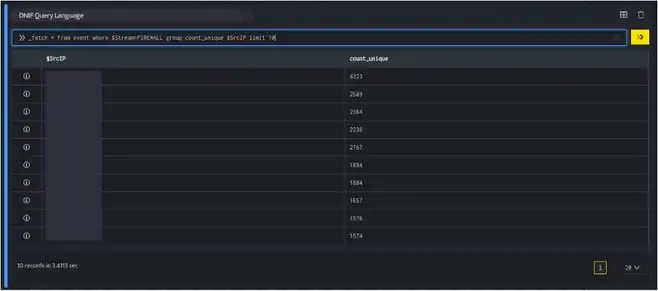 DNIF Query Language
_fetch * from event where $Stream=FIREWALL group count_unique $SrcIP limit 10
$SrcIP count_unique
4323
2549
2364
2236
2167
1894
1884
1657
1576
1574
10 records in 3.4113 sec
1 20